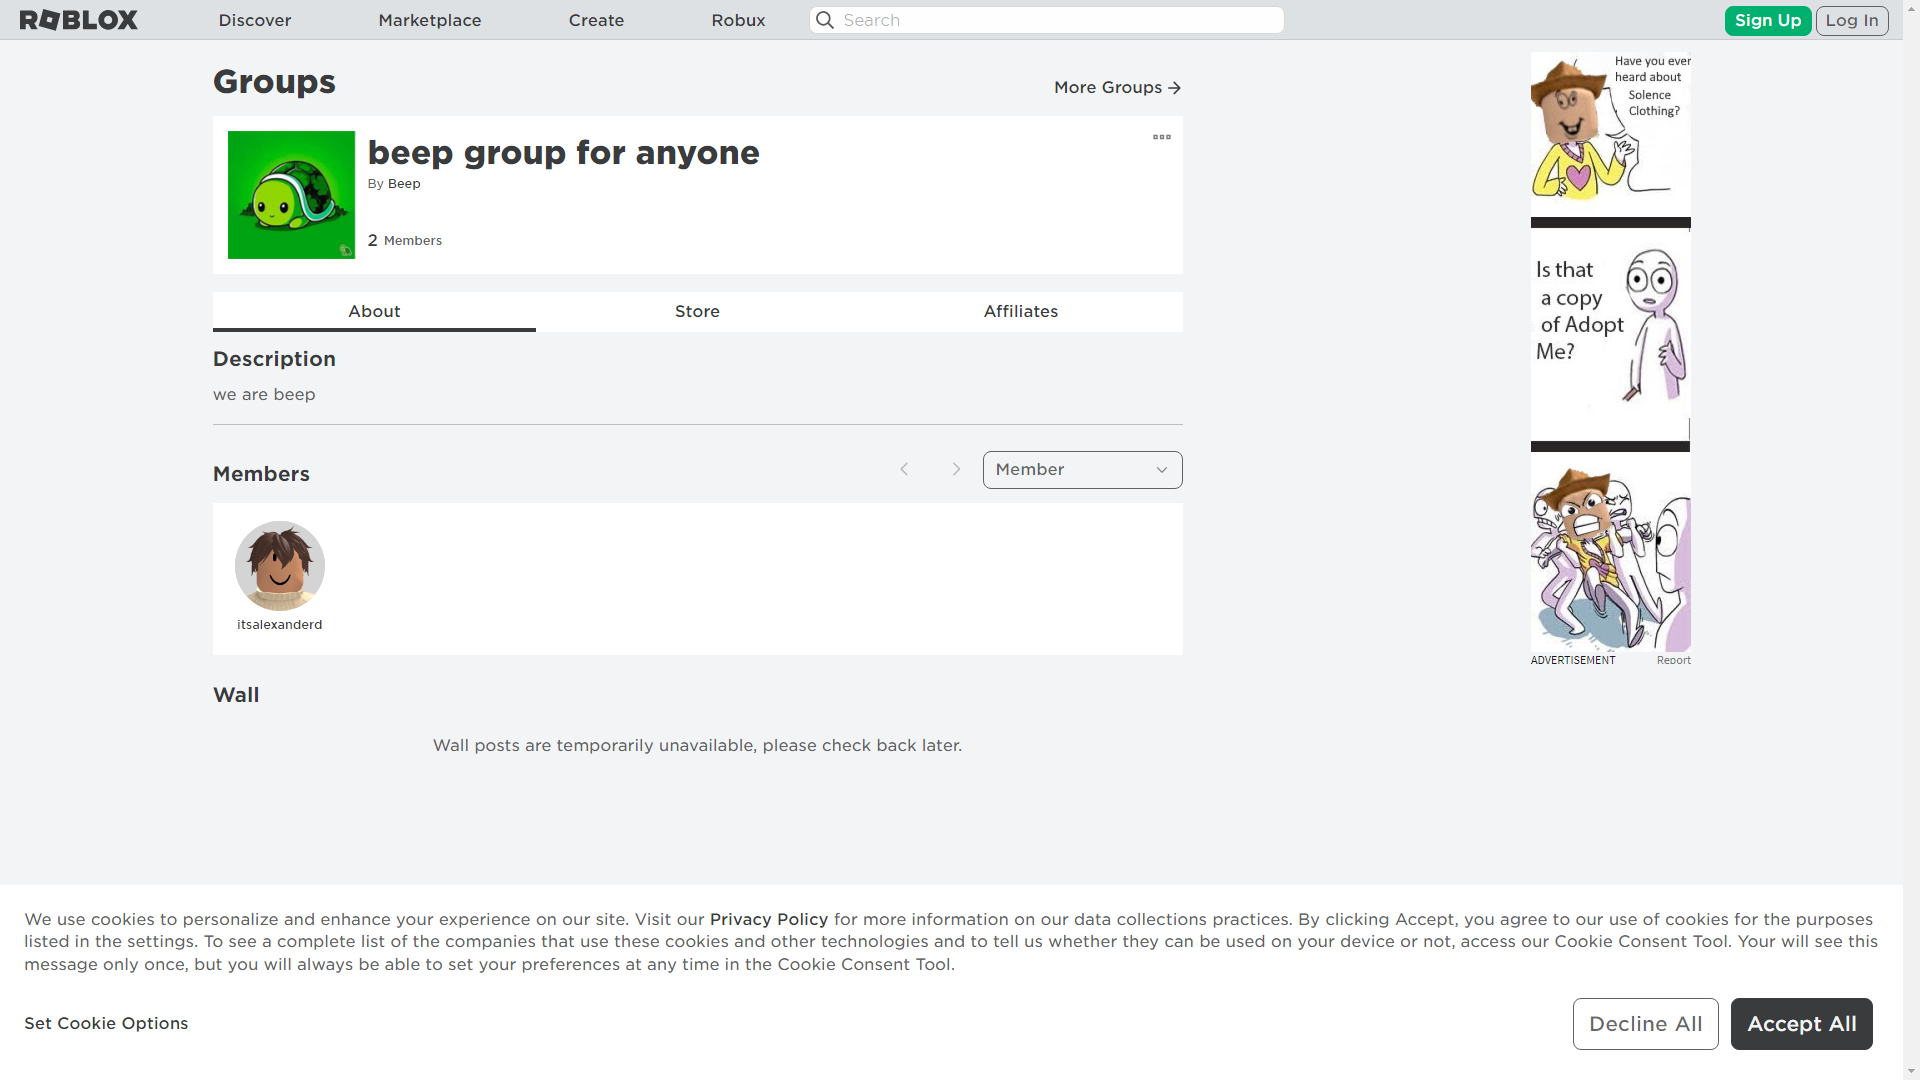 ROBLOX
Discover
Marketplace
Create
Robux
Search
Sign Up
Log In
Groups
More Groups
beep group for anyone
By Beep
2 Members
About
Store
Affiliates
Description
we are beep
Members
Member
itsalexanderd
Wall
Wall posts are temporarily unavailable, please check back later.
Have you ever
heard about
Solence
Clothing?
Is that
a copy
of Adopt
Me?
ADVERTISEMENT
Report
We use cookies to personalize and enhance your experience on our site. Visit our Privacy Policy for more information on our data collections practices. By clicking Accept, you agree to our use of cookies for the purposes
listed in the settings. To see a complete list of the companies that use these cookies and other technologies and to tell us whether they can be used on your device or not, access our Cookie Consent Tool. Your will see this
message only once, but you will always be able to set your preferences at any time in the Cookie Consent Tool.
Set Cookie Options
Decline All
Accept All